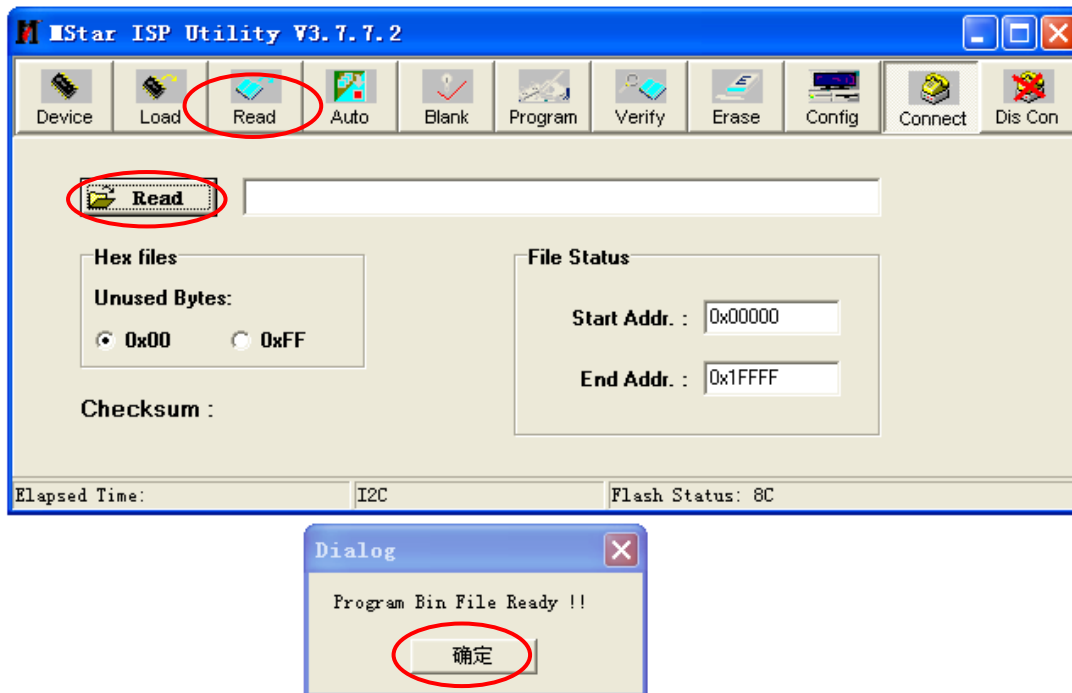 MStar ISP Utility V3.7.7.2
Device Load Read Auto Blank Program Verify Erase Config Connect Dis Con
Read
Hex files
Unused Bytes:
0x00 0xFF
Checksum :
File Status
Start Addr. : 0x00000
End Addr. : 0x1FFFF
Elapsed Time: I2C Flash Status: 8C
Dialog
Program Bin File Ready !!
确定